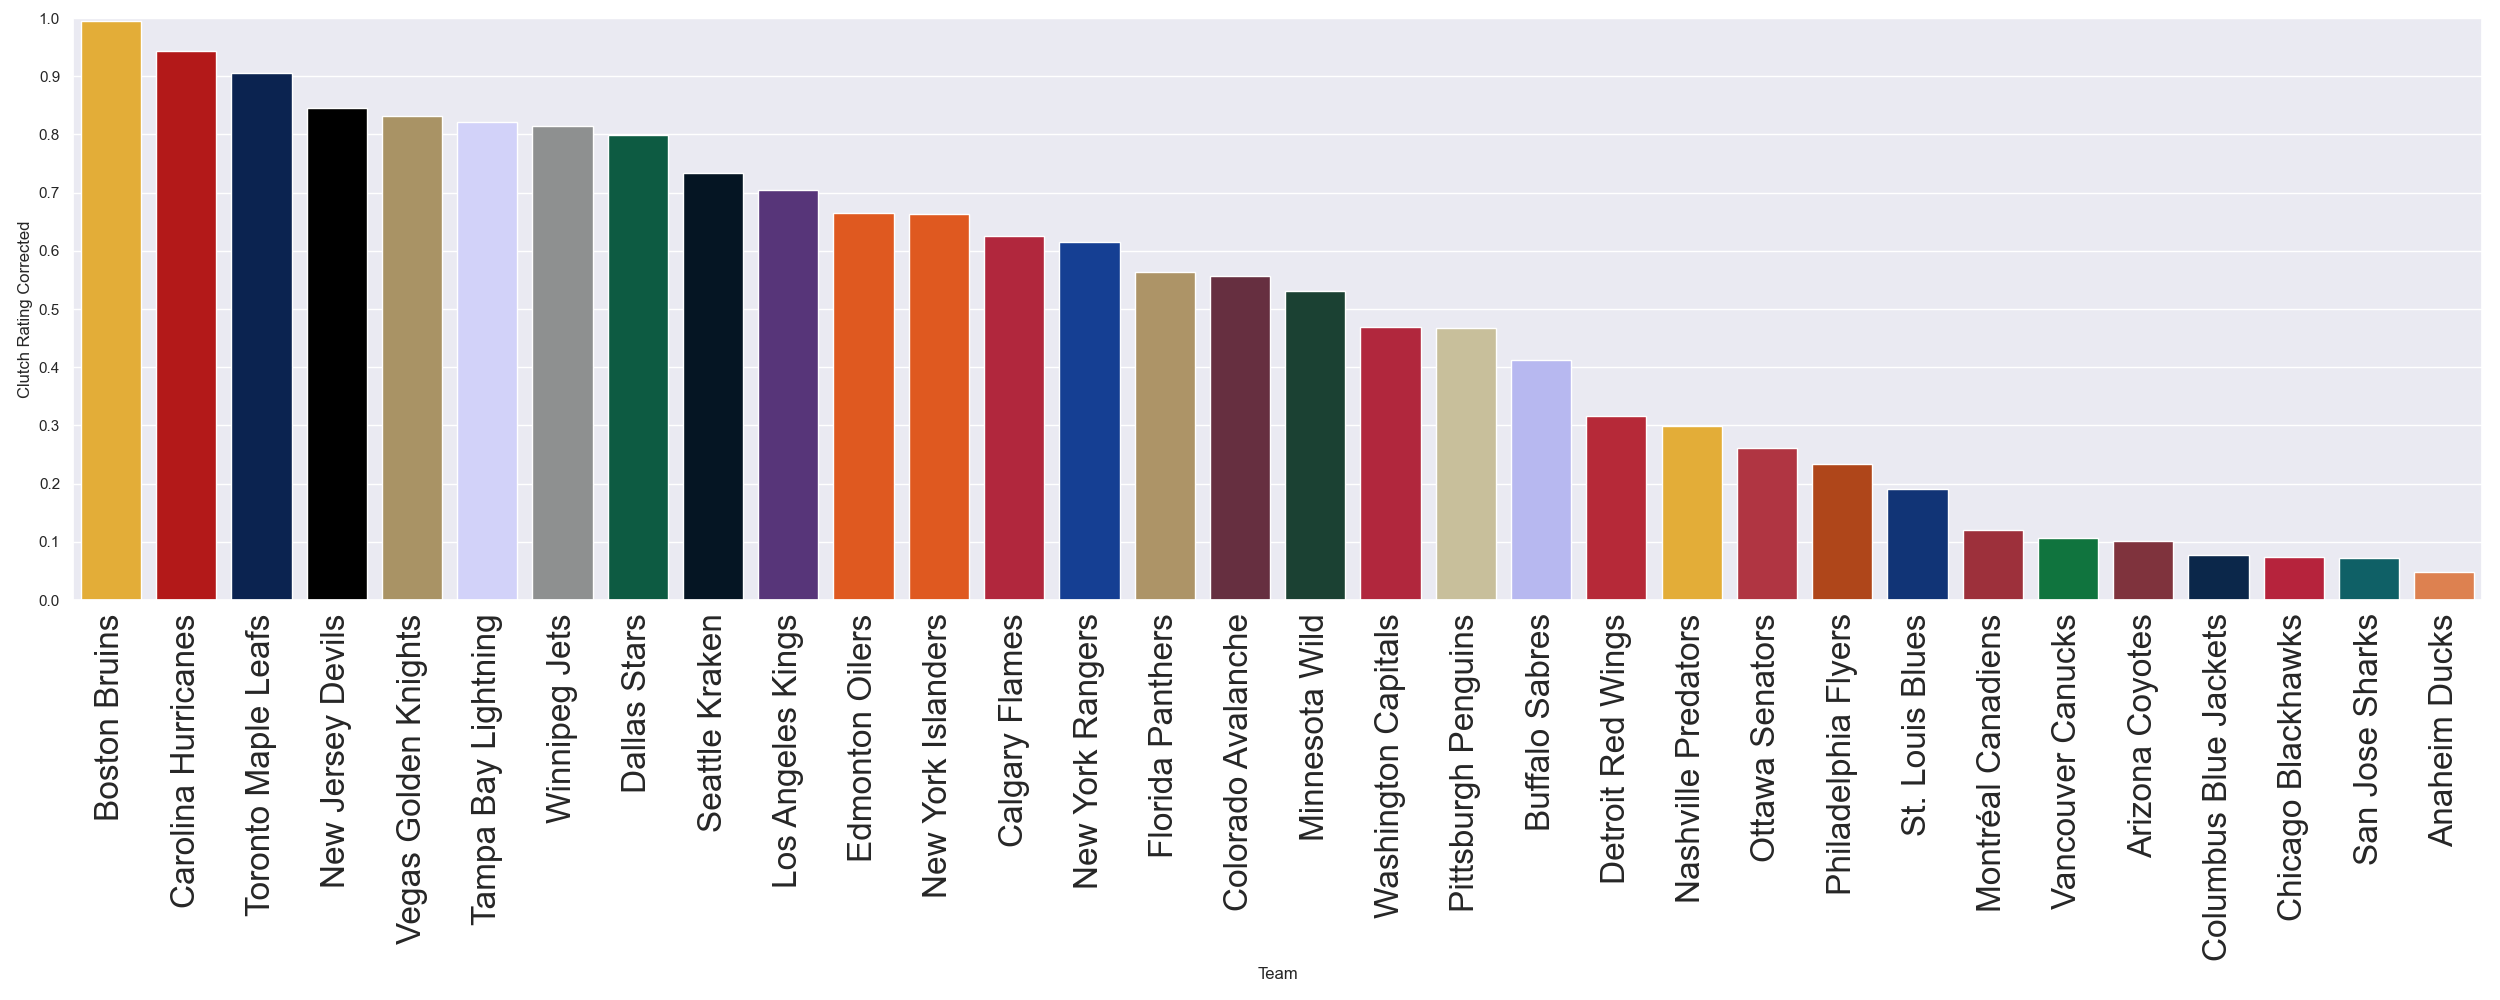 1.0
0.9
0.8
0.7
0.6
0.5
0.4
0.3
0.2
0.1
0.0
Clutch Rating Corrected
Boston Bruins
Carolina Hurricanes
Toronto Maple Leafs
New Jersey Devils
Vegas Golden Knights
Tampa Bay Lightning
Winnipeg Jets
Dallas Stars
Seattle Kraken
Los Angeles Kings
Edmonton Oilers
New York Islanders
Calgary Flames
New York Rangers
Florida Panthers
Colorado Avalanche
Minnesota Wild
Washington Capitals
Pittsburgh Penguins
Buffalo Sabres
Detroit Red Wings
Nashville Predators
Ottawa Senators
Philadelphia Flyers
St. Louis Blues
Montréal Canadiens
Vancouver Canucks
Arizona Coyotes
Columbus Blue Jackets
Chicago Blackhawks
San Jose Sharks
Anaheim Ducks
Team